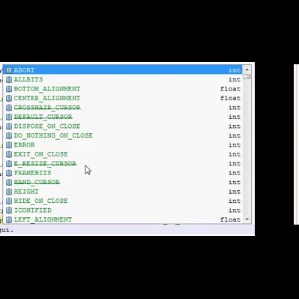 ABORT int
ALLBITS int
BOTTOM_ALIGNMENT float
CENTER_ALIGNMENT float
CROSSHAIR_CURSOR int
DEFAULT_CURSOR int
DISPOSE_ON_CLOSE int
DO_NOTHING_ON_CLOSE int
ERROR int
EXIT_ON_CLOSE int
E_RESIZE_CURSOR int
FRAMEBITS int
HAND_CURSOR int
HEIGHT int
HIDE_ON_CLOSE int
ICONIFIED int
LEFT_ALIGNMENT float
gui.